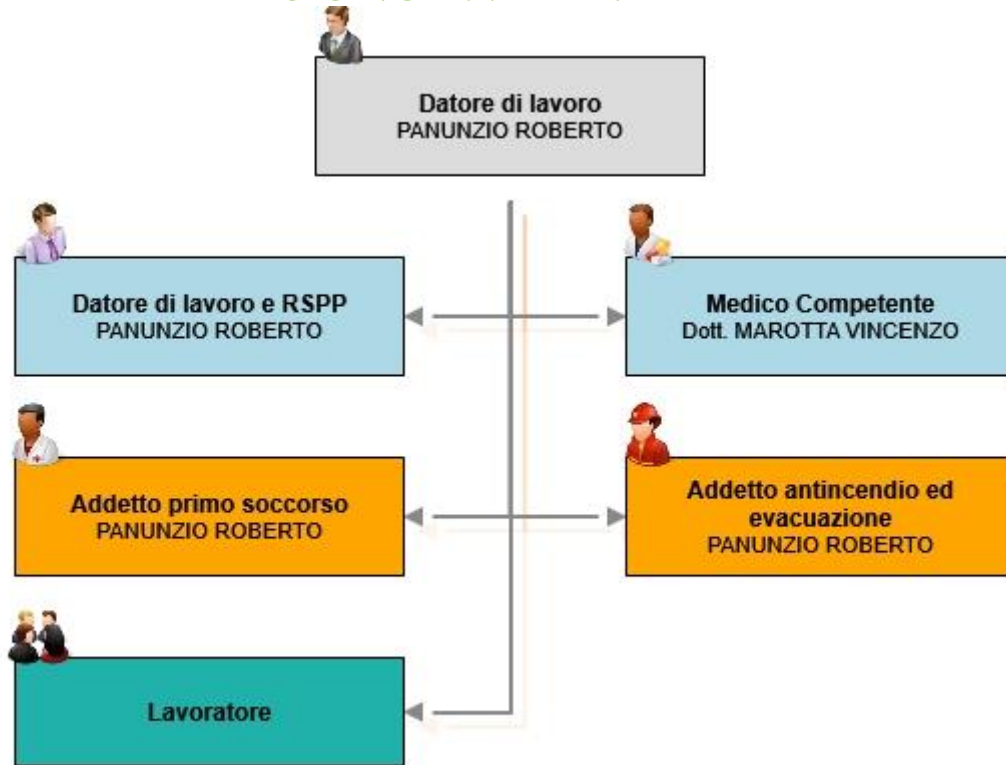 Datore di lavoro
PANUNZIO ROBERTO
Datore di lavoro e RSPP
PANUNZIO ROBERTO
Medico Competente
Dott. MAROTTA VINCENZO
Addetto primo soccorso
PANUNZIO ROBERTO
Addetto antincendio ed
evacuazione
PANUNZIO ROBERTO
Lavoratore